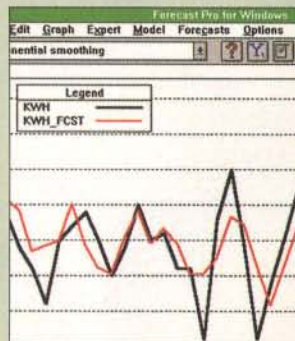 Forecast Pro for Windows
Edit Graph Expert Model Forecasts Options
nential smoothing
Legend
KWH
KWH_FCST